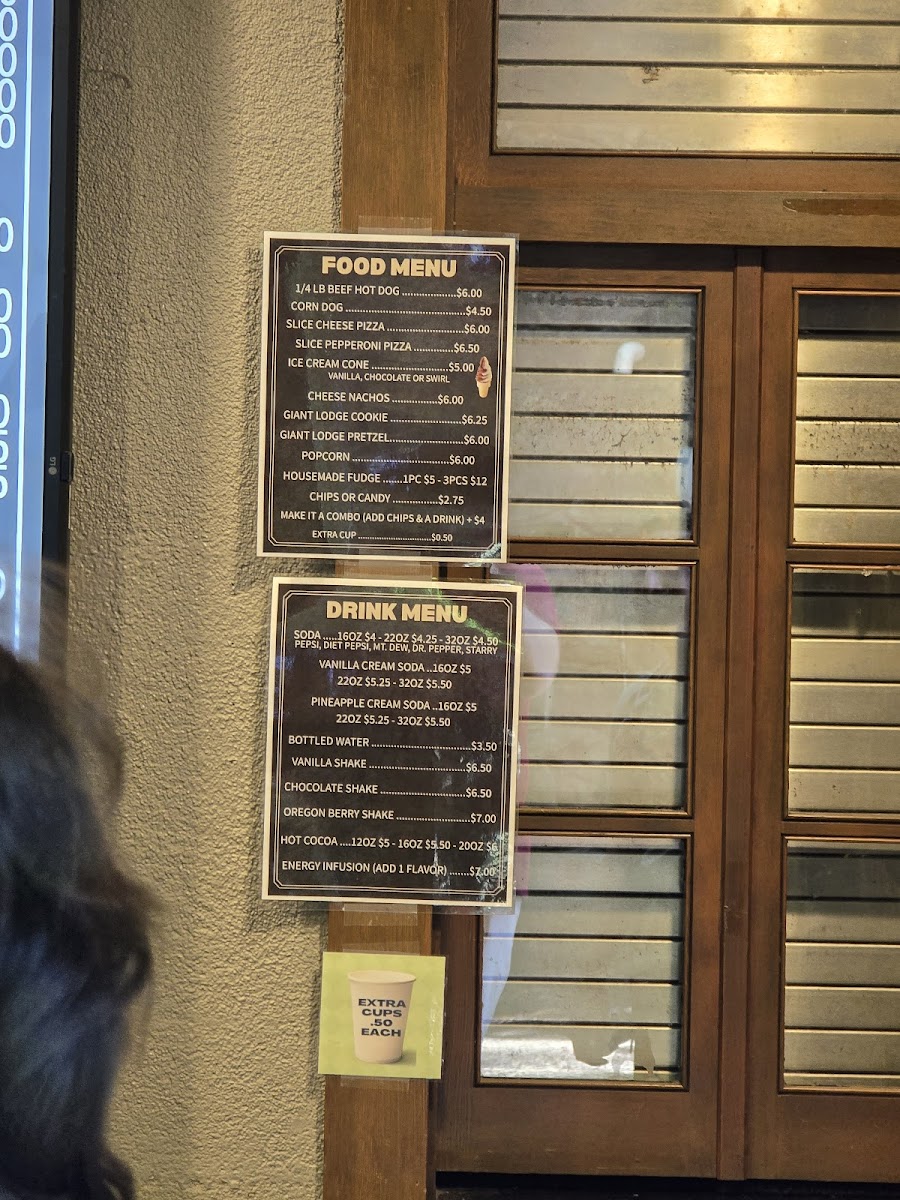 FOOD MENU
1/4 LB BEEF HOT DOG ..................$6.00
CORN DOG ................................................$4.50
SLICE CHEESE PIZZA .........................$6.00
SLICE PEPPERONI PIZZA .............$6.50
ICE CREAM CONE .........................$5.00
VANILLA, CHOCOLATE OR SWIRL
CHEESE NACHOS ...............$6.00
GIANT LODGE COOKIE .......................$6.25
GIANT LODGE PRETZEL.......................$6.00
POPCORN .........................................$6.00
HOUSEMADE FUDGE .......1PC $5 - 3PCS $12
CHIPS OR CANDY ...............$2.75
MAKE IT A COMBO (ADD CHIPS & A DRINK) + $4
EXTRA CUP ...............................$0.50
DRINK MENU
SODA .....16OZ $4 - 22OZ $4.25 - 32OZ $4.50
PEPSI, DIET PEPSI, MT. DEW, DR. PEPPER, STARRY
VANILLA CREAM SODA ..16OZ $5
22OZ $5.25 - 32OZ $5.50
PINEAPPLE CREAM SODA ..16OZ $5
22OZ $5.25 - 32OZ $5.50
BOTTLED WATER .................................$3.50
VANILLA SHAKE ................................$6.50
CHOCOLATE SHAKE ............................$6.50
OREGON BERRY SHAKE ........................$7.00
HOT COCOA ....12OZ $5 - 16OZ $5.50 - 20OZ $6
ENERGY INFUSION (ADD 1 FLAVOR) .......$7.00
EXTRA
CUPS
.50
EACH
LG